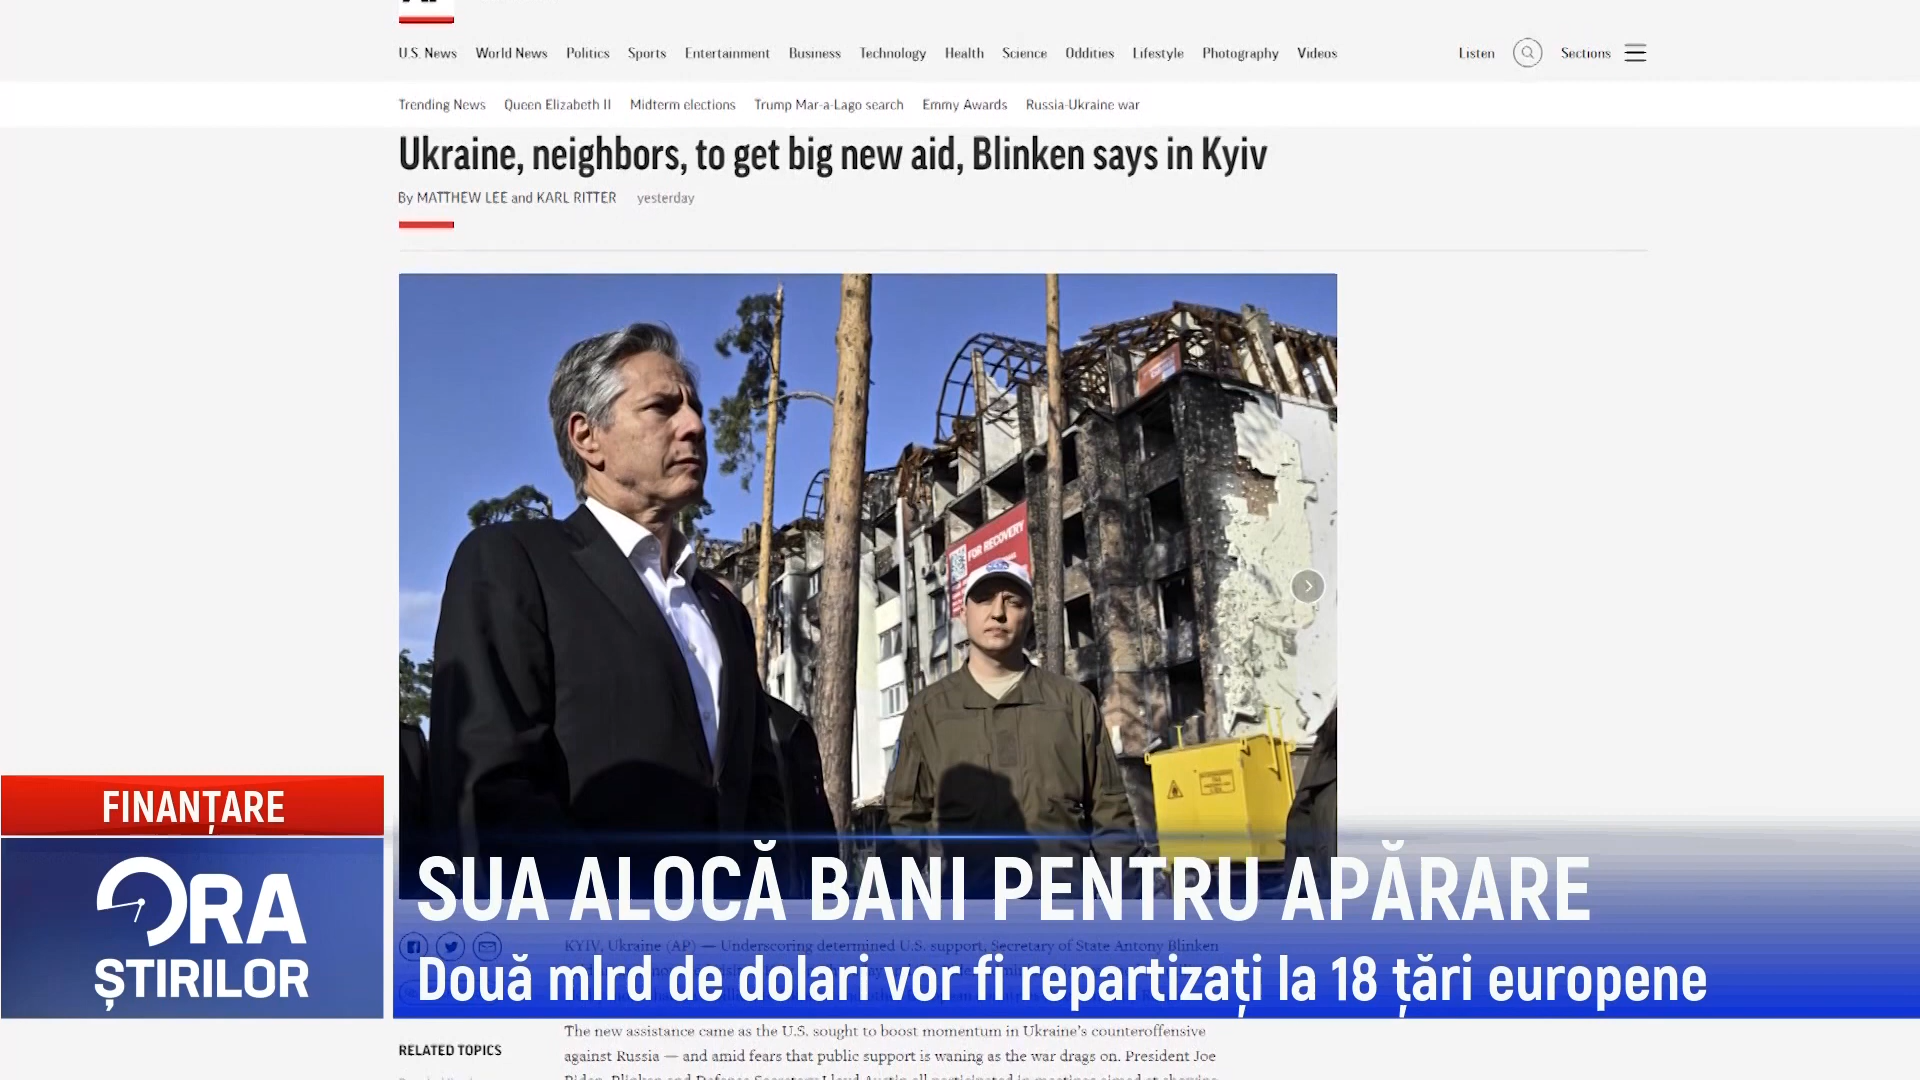 U.S. News World News Politics Sports Entertainment Business Technology Health Science Oddities Lifestyle Photography Videos Listen Sections
Trending News Queen Elizabeth II Midterm elections Trump Mar-a-Lago search Emmy Awards Russia-Ukraine war
Ukraine, neighbors, to get big new aid, Blinken says in Kyiv
By MATTHEW LEE and KARL RITTER yesterday
FOR RECOVERY
FINANȚARE
ORA
ȘTIRILOR
SUA ALOCĂ BANI PENTRU APĂRARE
KYIV, Ukraine (AP) — Underscoring determined U.S. support, Secretary of State Antony Blinken
Două mlrd de dolari vor fi repartizați la 18 țări europene
The new assistance came as the U.S. sought to boost momentum in Ukraine's counteroffensive
RELATED TOPICS
against Russia — and amid fears that public support is waning as the war drags on. President Joe